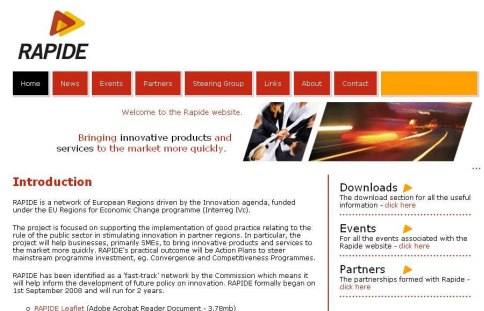 RAPIDE
Home News Events Partners Steering Group Links About Contact
Welcome to the Rapide website.
Bringing innovative products and
services to the market more quickly.
...
Introduction
RAPIDE is a network of European Regions driven by the Innovation agenda, funded
under the EU Regions for Economic Change programme (Interreg IVc).
The project is focused on supporting the implementation of good practice relating to the
role of the public sector in stimulating innovation in partner regions. In particular, the
project will help businesses, primarily SMEs, to bring innovative products and services to
the market more quickly. RAPIDE's practical outcome will be Action Plans to steer
mainstream programme investment, eg. Convergence and Competitiveness Programmes.
RAPIDE has been identified as a 'fast-track' network by the Commission which means it
will help inform the development of future policy on innovation. RAPIDE formally began on
1st September 2008 and will run for 2 years.
o RAPIDE Leaflet (Adobe Acrobat Reader Document - 3.78mb)
Downloads
The download section for all the useful
information - click here
Events
For all the events associated with the
Rapide website - click here
Partners
The partnerships formed with Rapide -
click here